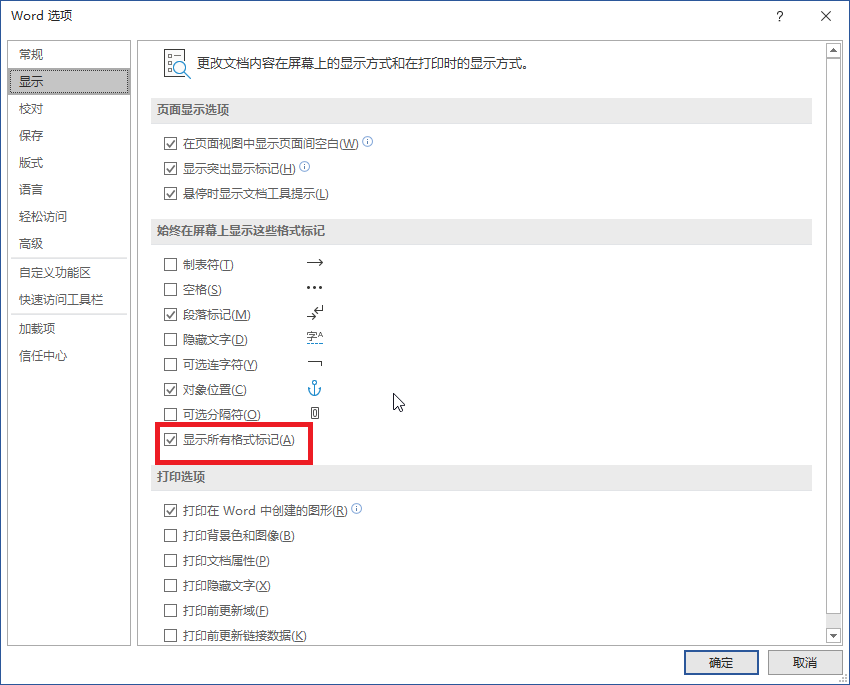 Word 选项
常规
显示
校对
保存
版式
语言
轻松访问
高级
自定义功能区
快速访问工具栏
加载项
信任中心
更改文档内容在屏幕上的显示方式和在打印时的显示方式。
页面显示选项
在页面视图中显示页面间空白(W)
显示突出显示标记(H)
悬停时显示文档工具提示(L)
始终在屏幕上显示这些格式标记
制表符(T)
空格(S)
段落标记(M)
隐藏文字(D) 字A
可选连字符(Y)
对象位置(C)
可选分隔符(O)
显示所有格式标记(A)
打印选项
打印在 Word 中创建的图形(R)
打印背景色和图像(B)
打印文档属性(P)
打印隐藏文字(X)
打印前更新域(F)
打印前更新链接数据(K)
确定 取消